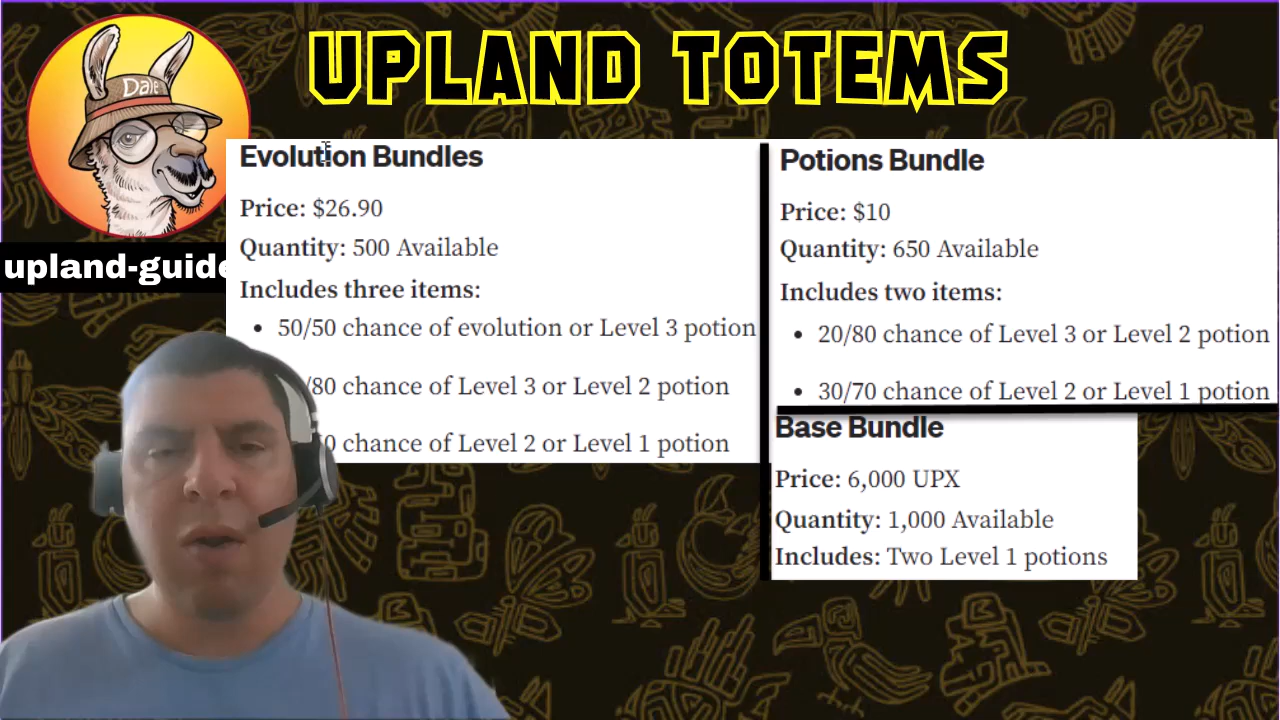 UPLAND TOTEMS
Dale
upland-guide
Evolution Bundles
Price: $26.90
Quantity: 500 Available
Includes three items:
• 50/50 chance of evolution or Level 3 potion
/80 chance of Level 3 or Level 2 potion
0 chance of Level 2 or Level 1 potion
Potions Bundle
Price: $10
Quantity: 650 Available
Includes two items:
• 20/80 chance of Level 3 or Level 2 potion
• 30/70 chance of Level 2 or Level 1 potion
Base Bundle
Price: 6,000 UPX
Quantity: 1,000 Available
Includes: Two Level 1 potions